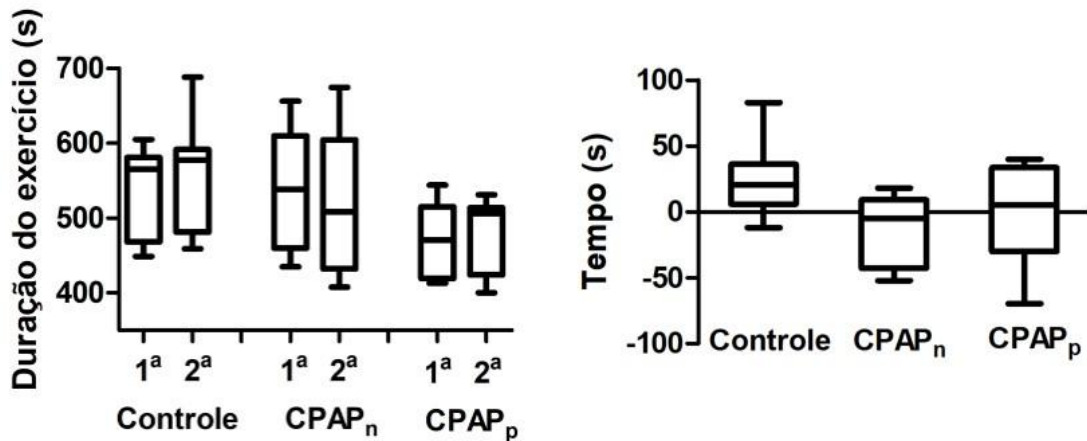 Duração do exercício (s)
700
600
500
400
1ª 2ª 1ª 2ª 1ª 2ª
Controle CPAPn CPAPp
Tempo (s)
100
50
0
-50
-100
Controle CPAPn CPAPp